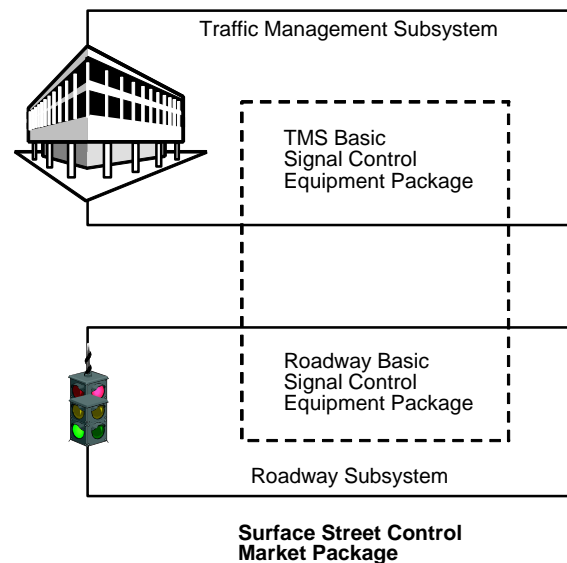 Traffic Management Subsystem
TMS Basic
Signal Control
Equipment Package
Roadway Basic
Signal Control
Equipment Package
Roadway Subsystem
Surface Street Control
Market Package